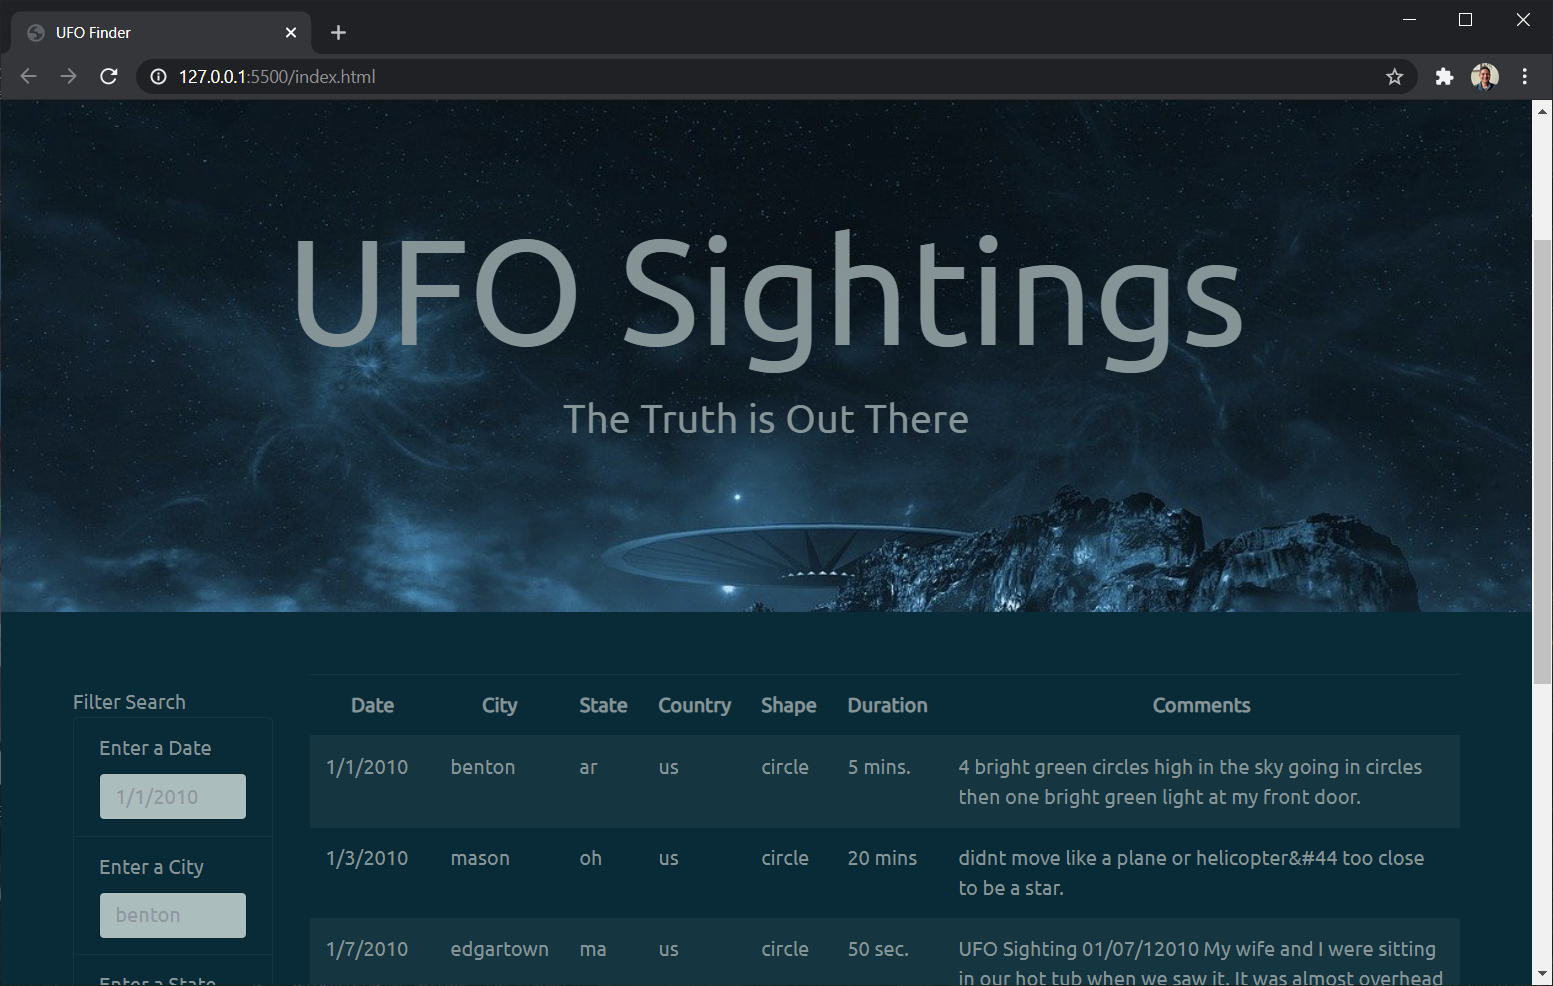 UFO Finder
127.0.0.1:5500/index.html
UFO Sightings
The Truth is Out There
Filter Search
Enter a Date
1/1/2010
Enter a City
benton
Enter a State
Date City State Country Shape Duration Comments
1/1/2010 benton ar us circle 5 mins. 4 bright green circles high in the sky going in circles
then one bright green light at my front door.
1/3/2010 mason oh us circle 20 mins didnt move like a plane or helicopter&#44 too close
to be a star.
1/7/2010 edgartown ma us circle 50 sec. UFO Sighting 01/07/12010 My wife and I were sitting
in our hot tub when we saw it. It was almost overhead